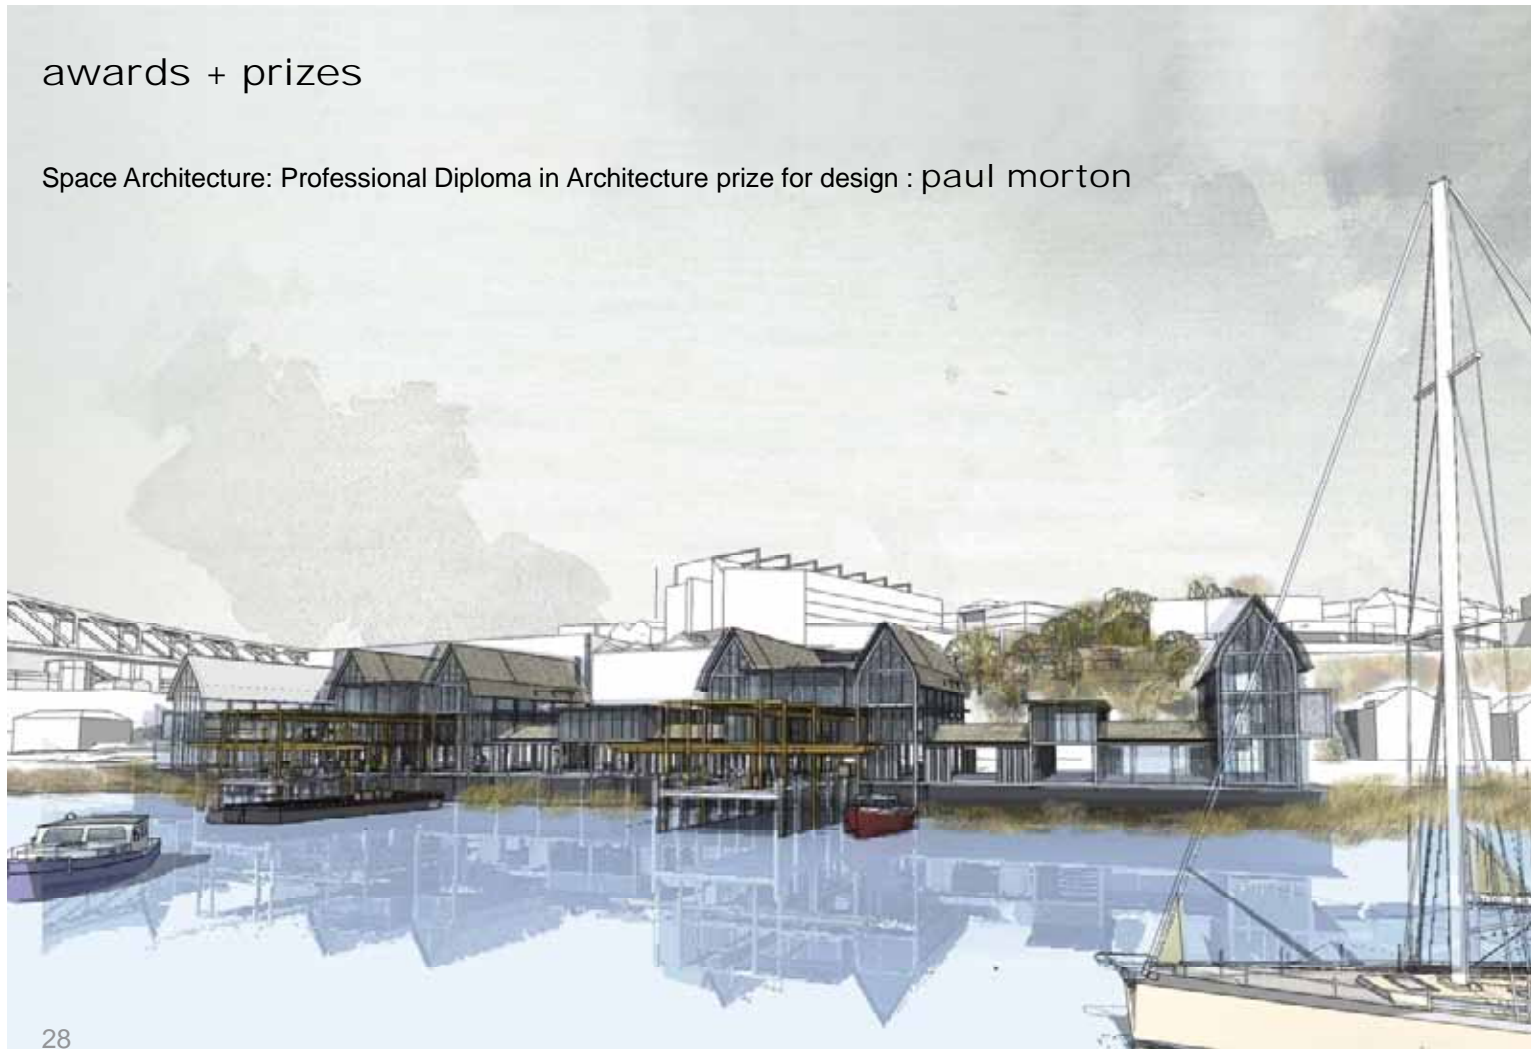 awards + prizes
Space Architecture: Professional Diploma in Architecture prize for design : paul morton
28